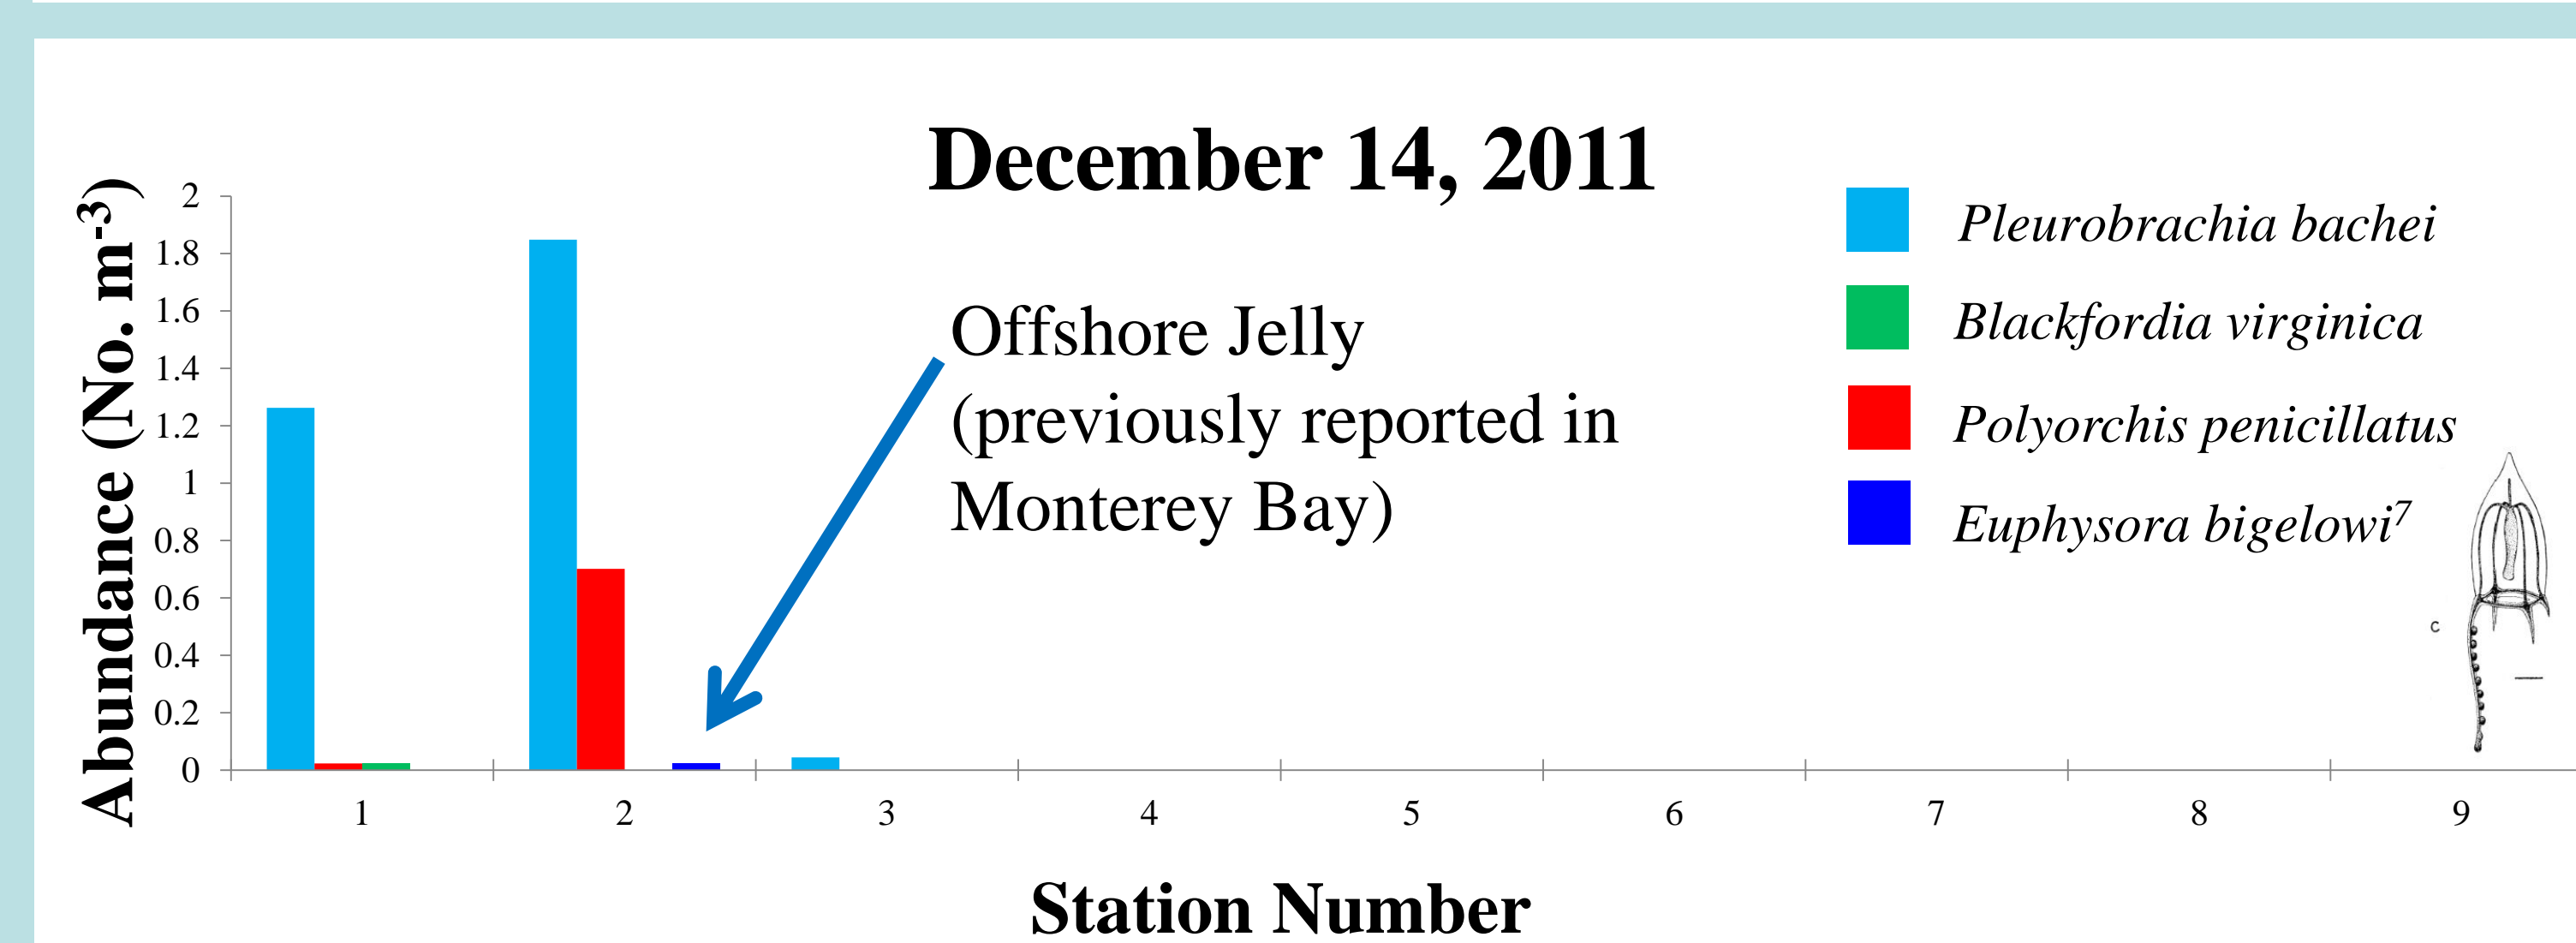 December 14, 2011
Abundance (No. m-3)
2
1.8
1.6
1.4
1.2
1
0.8
0.6
0.4
0.2
0
Offshore Jelly
(previously reported in
Monterey Bay)
Pleurobrachia bachei
Blackfordia virginica
Polyorchis penicillatus
Euphysora bigelowi7
c
1 2 3 4 5 6 7 8 9
Station Number